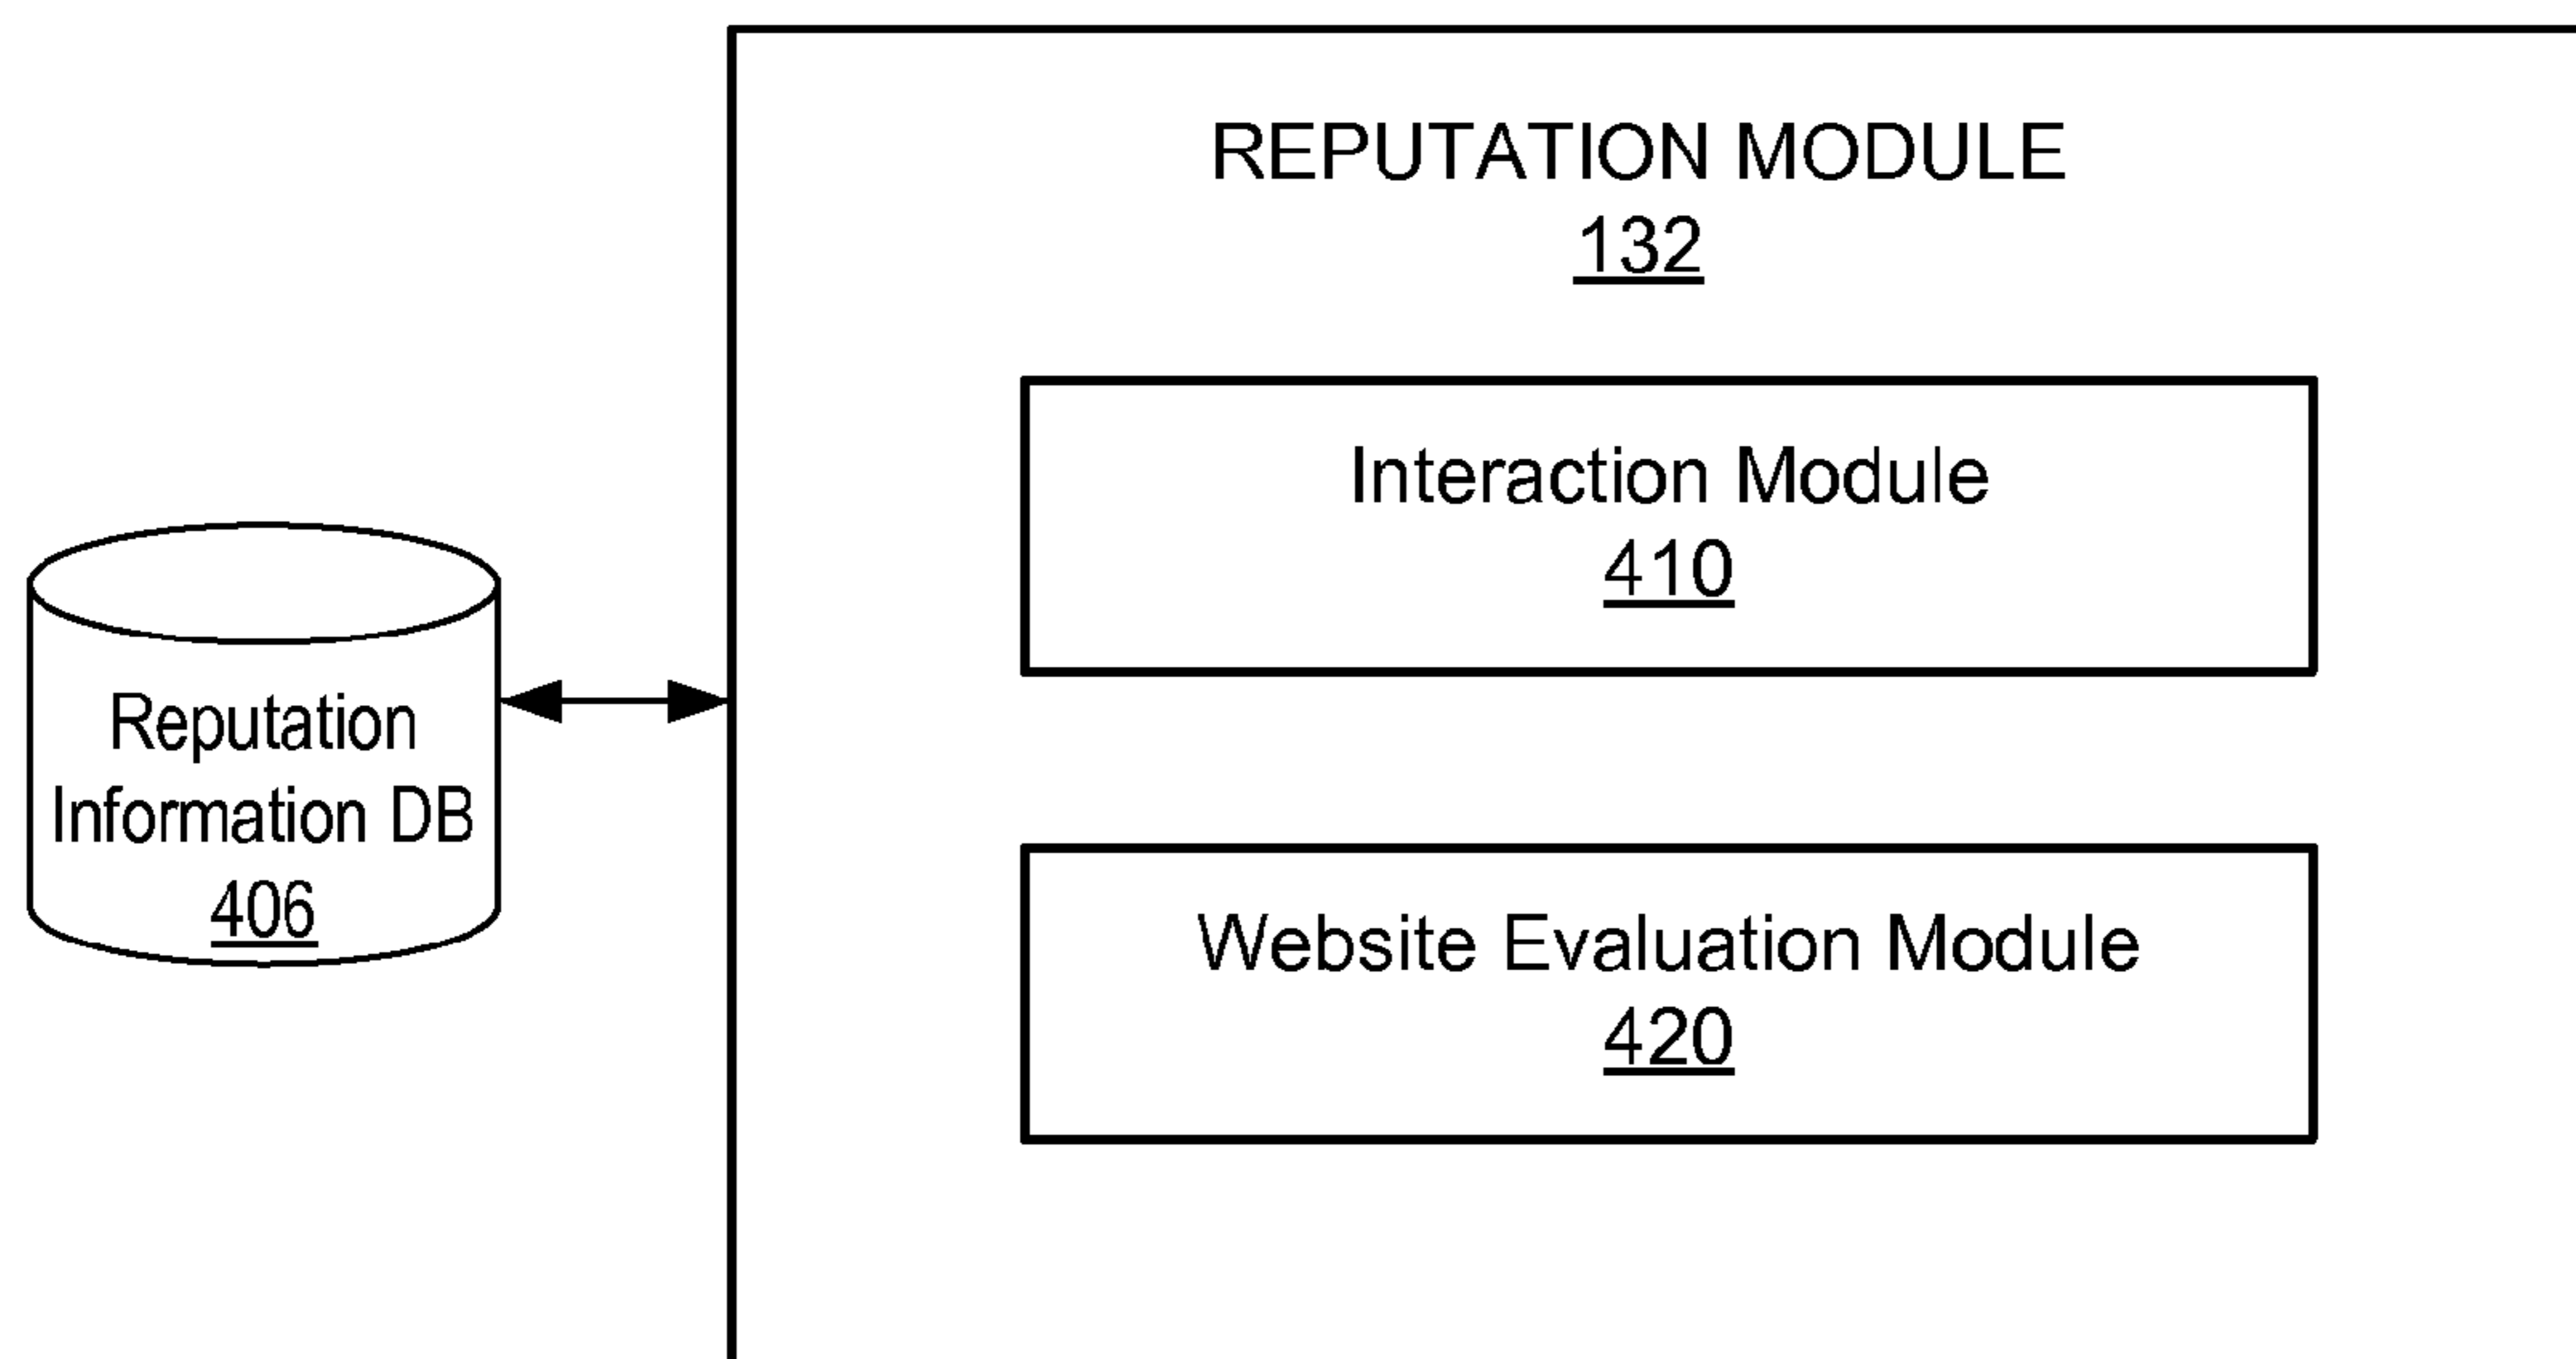 REPUTATION MODULE
132
Interaction Module
410
Reputation
Information DB
406
Website Evaluation Module
420